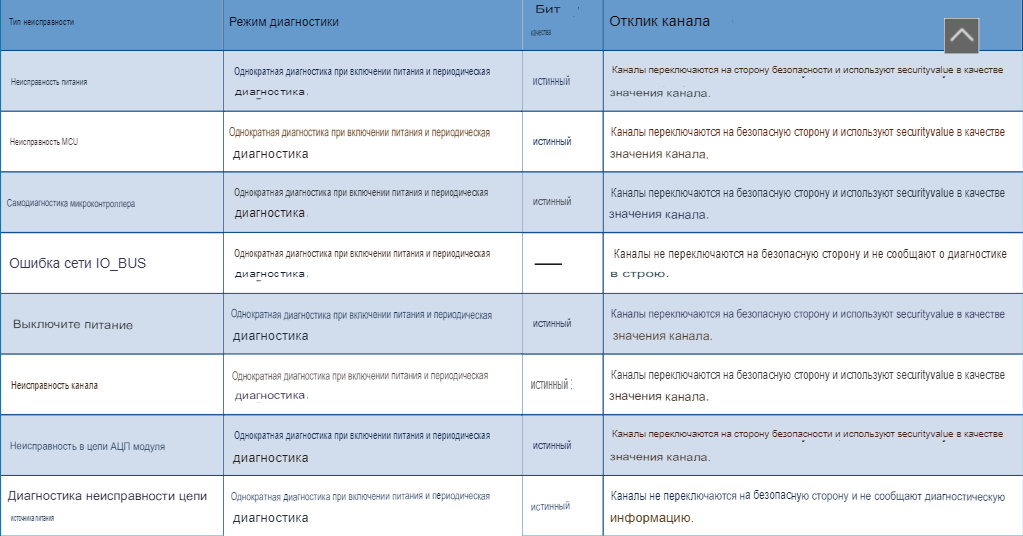 Тип неисправности
Режим диагностики
Бит
качества
Отклик канала
Неисправность питания
Однократная диагностика при включении питания и периодическая
диагностика.
истинный
Каналы переключаются на сторону безопасности и используют securityvalue в качестве
значения канала.
Неисправность MCU
Однократная диагностика при включении питания и периодическая
диагностика
истинный
Каналы переключаются на безопасную сторону и используют securityvalue в качестве
значения канала.
Самодиагностика микроконтроллера
Однократная диагностика при включении питания и периодическая
диагностика.
истинный
Каналы переключаются на безопасную сторону и используют securityvalue в качестве
значения канала.
Ошибка сети IO_BUS
Однократная диагностика при включении питания и периодическая
диагностика.
—
Каналы не переключаются на безопасную сторону и не сообщают о диагностике
в строю.
Выключите питание
Однократная диагностика при включении питания и периодическая
диагностика
истинный
Каналы переключаются на безопасную сторону и используют securityvalue в качестве
значения канала.
Неисправность канала
Однократная диагностика при включении питания и периодическая
диагностика.
истинный :
Каналы переключаются на безопасную сторону и используют securityvalue в качестве
значения канала.
Неисправность в цепи АЦП модуля
Однократная диагностика при включении питания и периодическая
диагностика
истинный
Каналы переключаются на сторону безопасности и используют securityvalue в качестве
значения канала.
Диагностика неисправности цепи
источника питания
Однократная диагностика при включении питания и периодическая
диагностика
истинный
Каналы не переключаются на безопасную сторону и не сообщают диагностическую
информацию.